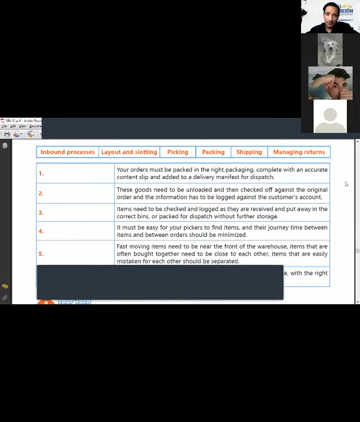 Inbound processes Layout and slotting Picking Packing Shipping Managing returns
1. Your orders must be packed in the right packaging, complete with an accurate
content slip and added to a delivery manifest for dispatch.
2. These goods need to be unloaded and then checked off against the original
order and the information has to be logged against the customer's account.
3. Items need to be checked and logged as they are received and put away in the
correct bins, or packed for dispatch without further storage.
4. It must be easy for your pickers to find items, and their journey time between
items and between orders should be minimized.
5. Fast moving items need to be near the front of the warehouse, items that are
often bought together need to be close to each other, items that are easily
mistaken for each other should be separated.
with the right